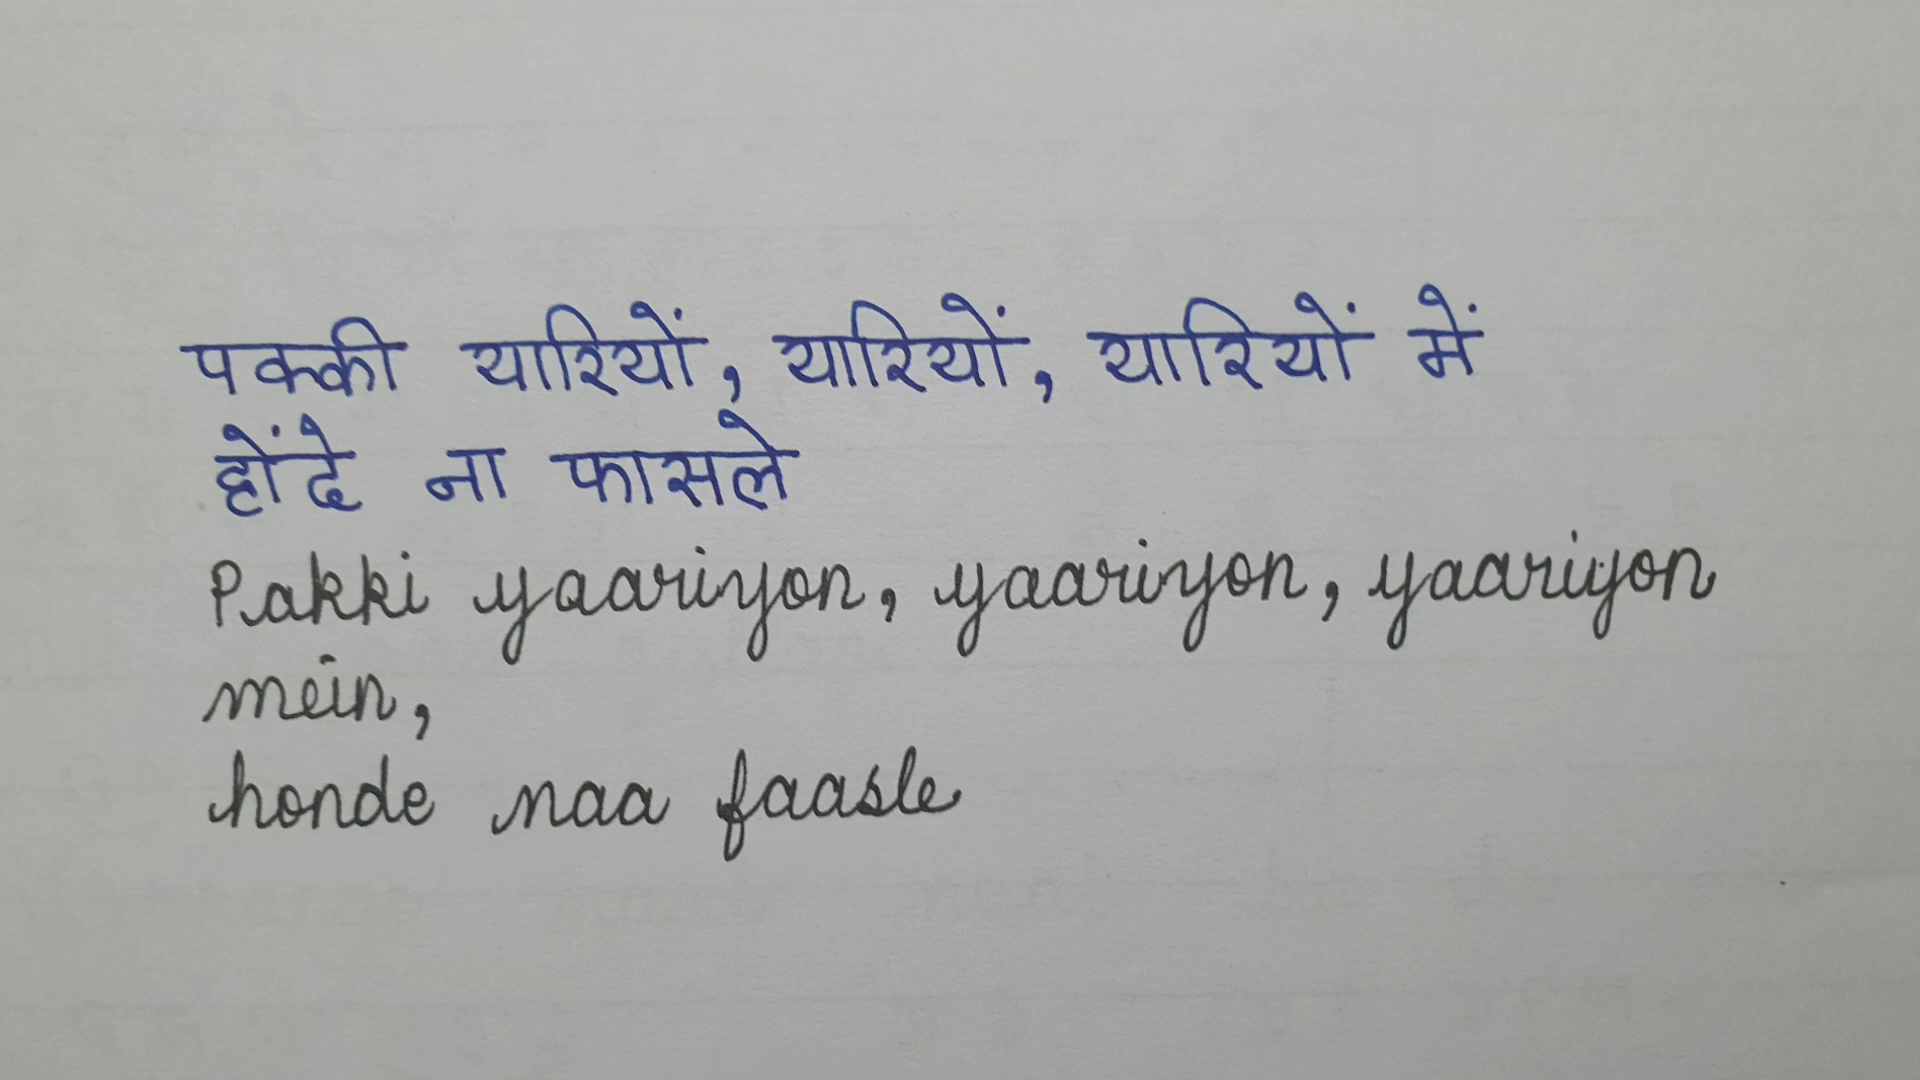 पक्की यारियों, यारियों, यारियों में
होंदे ना फासले
Pakki yaariyon, yaariyon, yaariyon
mein,
honde naa faasle